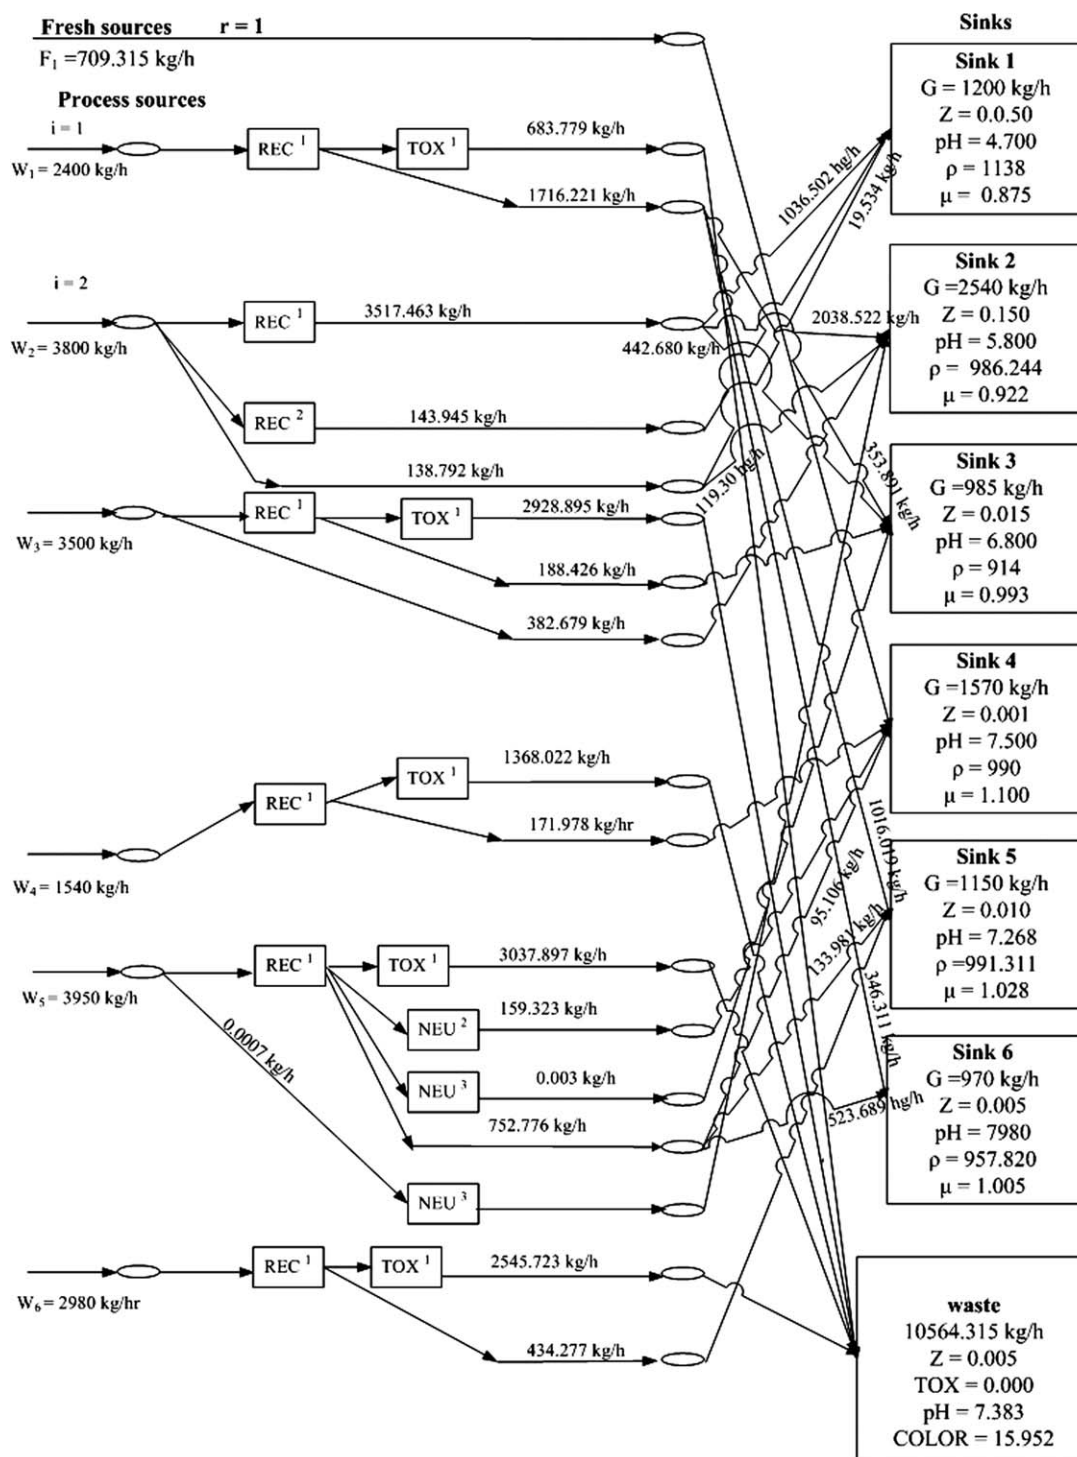 Fresh sources r = 1
F₁ =709.315 kg/h
Process sources
i = 1
W₁ = 2400 kg/h
REC ¹
TOX ¹
683.779 kg/h
1716.221 kg/h
i = 2
W₂ = 3800 kg/h
REC ¹
3517.463 kg/h
442.680 kg/h
REC ²
143.945 kg/h
138.792 kg/h
W₃ = 3500 kg/h
REC ¹
TOX ¹
2928.895 kg/h
188.426 kg/h
382.679 kg/h
W₄ = 1540 kg/h
REC ¹
TOX ¹
1368.022 kg/h
171.978 kg/hr
W₅ = 3950 kg/h
REC ¹
TOX ¹
3037.897 kg/h
NEU ²
159.323 kg/h
NEU ³
0.003 kg/h
752.776 kg/h
0.0007 kg/h
NEU ³
W₆ = 2980 kg/hr
REC ¹
TOX ¹
2545.723 kg/h
434.277 kg/h
1036.502 hg/h
19.534 kg/h
2038.522 kg/h
119.30 hg/h
353.891 kg/h
1016.019 kg/h
95.106 kg/h
133.981 kg/h
346.311 kg/h
523.689 hg/h
Sinks
Sink 1
G = 1200 kg/h
Z = 0.0.50
pH = 4.700
ρ = 1138
μ = 0.875
Sink 2
G =2540 kg/h
Z = 0.150
pH = 5.800
ρ = 986.244
μ = 0.922
Sink 3
G =985 kg/h
Z = 0.015
pH = 6.800
ρ = 914
μ = 0.993
Sink 4
G =1570 kg/h
Z = 0.001
pH = 7.500
ρ = 990
μ = 1.100
Sink 5
G =1150 kg/h
Z = 0.010
pH = 7.268
ρ =991.311
μ = 1.028
Sink 6
G =970 kg/h
Z = 0.005
pH = 7980
ρ = 957.820
μ = 1.005
waste
10564.315 kg/h
Z = 0.005
TOX = 0.000
pH = 7.383
COLOR = 15.952